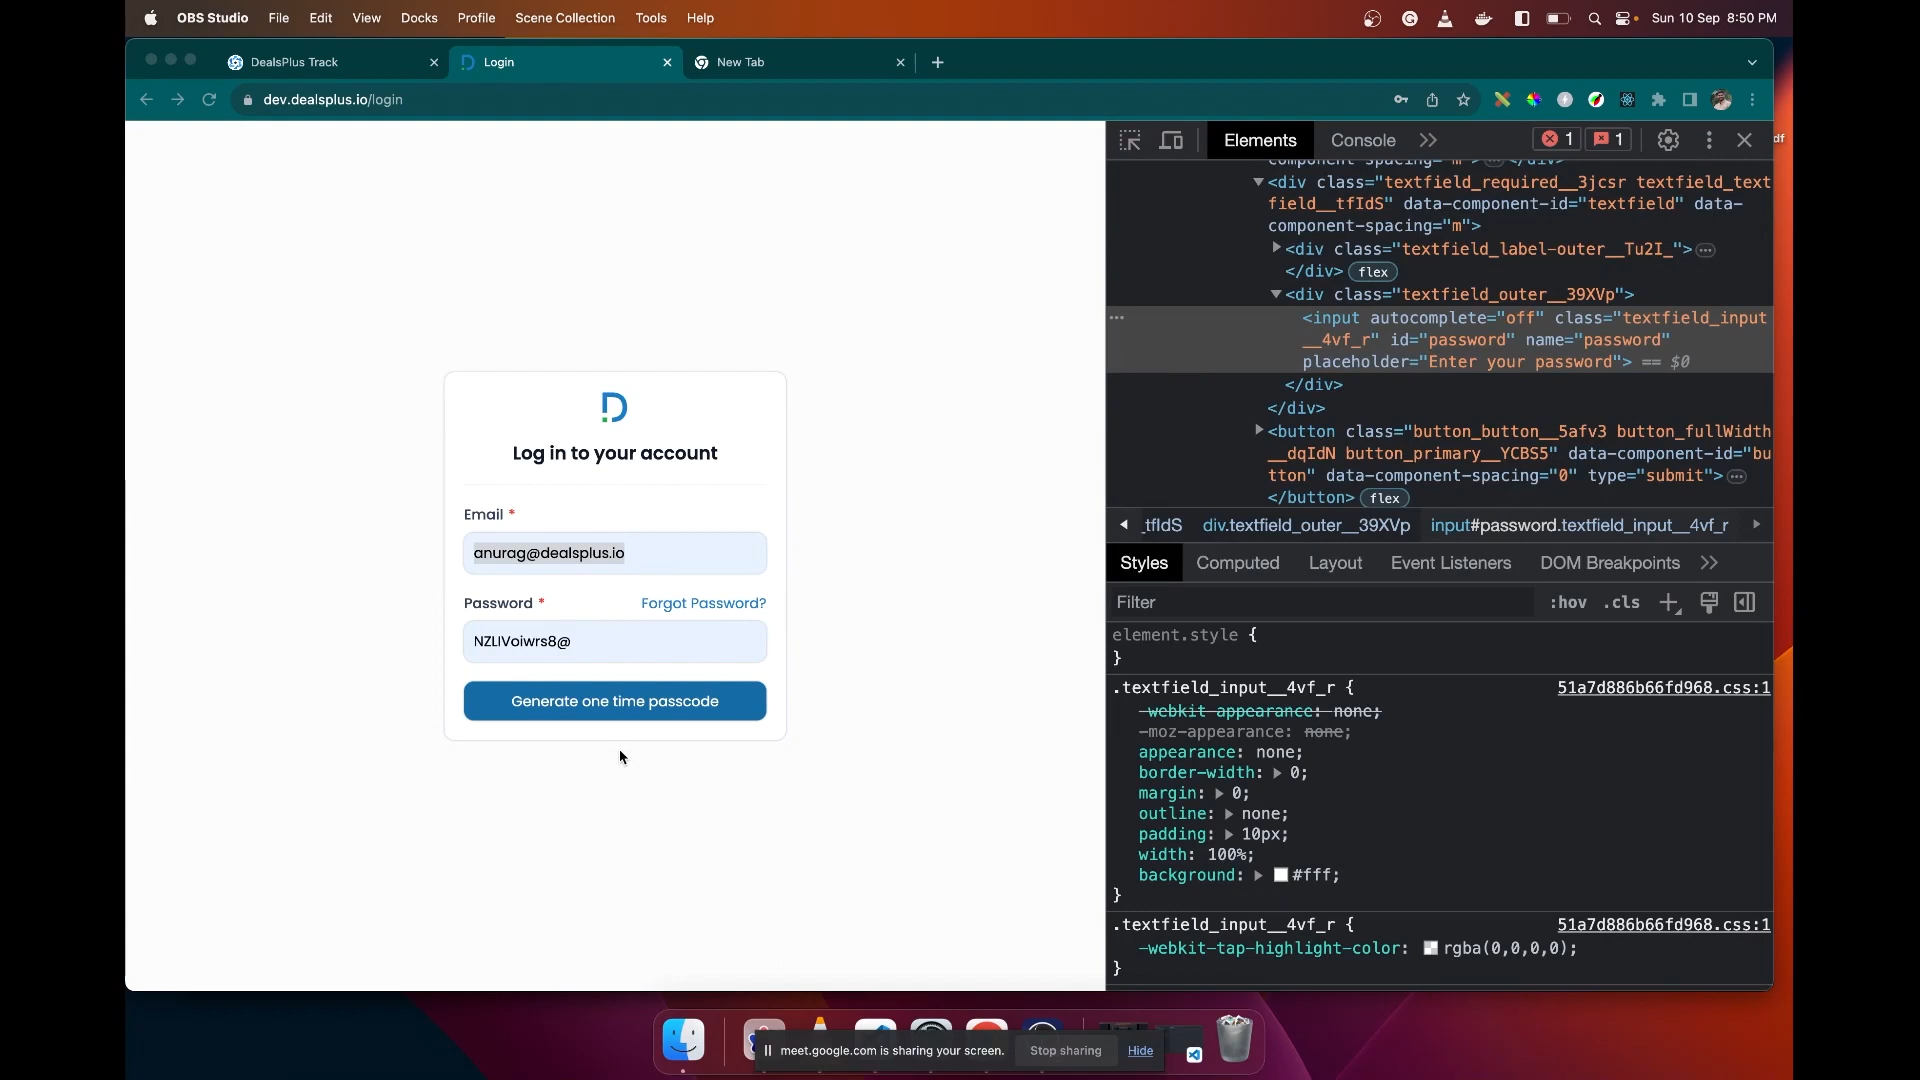 OBS Studio File Edit View Docks Profile Scene Collection Tools Help Sun 10 Sep 8:50 PM
DealsPlus Track Login New Tab
dev.dealsplus.io/login
Log in to your account
Email *
anurag@dealsplus.io
Password * Forgot Password?
NZLIVoiwrs8@
Generate one time passcode
Elements Console 1 1
df
component-spacing="m">…</div>
<div class="textfield_required__3jcsr textfield_text
field__tfIdS" data-component-id="textfield" data-
component-spacing="m">
<div class="textfield_label-outer__Tu2I_">…
</div> flex
<div class="textfield_outer__39XVp">
<input autocomplete="off" class="textfield_input
__4vf_r" id="password" name="password"
placeholder="Enter your password"> == $0
</div>
</div>
<button class="button_button__5afv3 button_fullWidth
__dqIdN button_primary__YCBS5" data-component-id="bu
tton" data-component-spacing="0" type="submit">…
</button> flex
_tfIdS div.textfield_outer__39XVp input#password.textfield_input__4vf_r
Styles Computed Layout Event Listeners DOM Breakpoints
Filter :hov .cls
element.style {
}
.textfield_input__4vf_r { 51a7d886b66fd968.css:1
-webkit-appearance: none;
-moz-appearance: none;
appearance: none;
border-width: 0;
margin: 0;
outline: none;
padding: 10px;
width: 100%;
background: #fff;
}
.textfield_input__4vf_r { 51a7d886b66fd968.css:1
-webkit-tap-highlight-color: rgba(0,0,0,0);
}
meet.google.com is sharing your screen. Stop sharing Hide